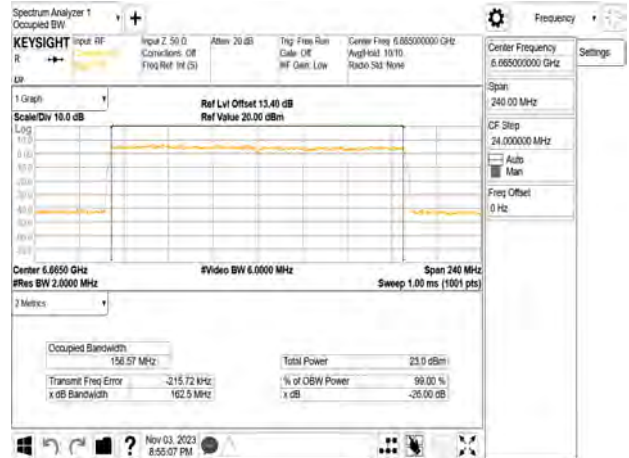 Spectrum Analyzer 1
Occupied BW
Frequency
KEYSIGHT Input: RF
Input Z: 50 Ω
Corrections: Off
Freq Ref: Int (S)
Atten: 20 dB
Trig: Free Run
Gate: Off
#IF Gain: Low
Center Freq: 6.665000000 GHz
Avg|Hold: 10/10
Radio Std: None
R
Center Frequency
6.665000000 GHz
Settings
Span
240.00 MHz
CF Step
24.000000 MHz
Auto
Man
Freq Offset
0 Hz
1 Graph
Scale/Div 10.0 dB
Ref Lvl Offset 13.40 dB
Ref Value 20.00 dBm
Log
Center 6.6650 GHz
#Res BW 2.0000 MHz
#Video BW 6.0000 MHz
Span 240 MHz
Sweep 1.00 ms (1001 pts)
2 Metrics
Occupied Bandwidth
156.57 MHz
Total Power 23.0 dBm
Transmit Freq Error -215.72 kHz
% of OBW Power 99.00 %
x dB Bandwidth 162.5 MHz
x dB -26.00 dB
?
Nov 03, 2023
8:55:07 PM